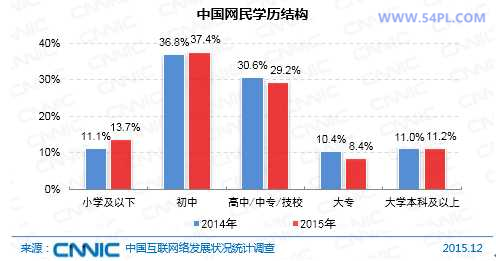 中国网民学历结构
WWW.54PL.COM
40%
30%
20%
10%
0%
11.1% 13.7% 36.8% 37.4% 30.6% 29.2% 10.4% 8.4% 11.0% 11.2%
小学及以下 初中 高中/中专/技校 大专 大学本科及以上
2014年 2015年
来源： CNNIC 中国互联网络发展状况统计调查 2015.12